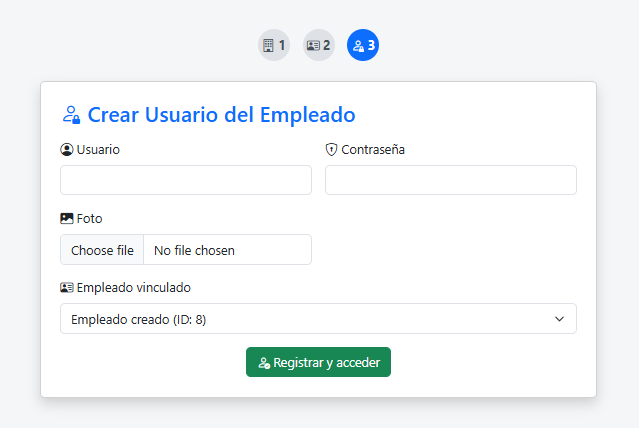 1 2 3
Crear Usuario del Empleado
Usuario Contraseña
Foto
Choose file No file chosen
Empleado vinculado
Empleado creado (ID: 8)
Registrar y acceder